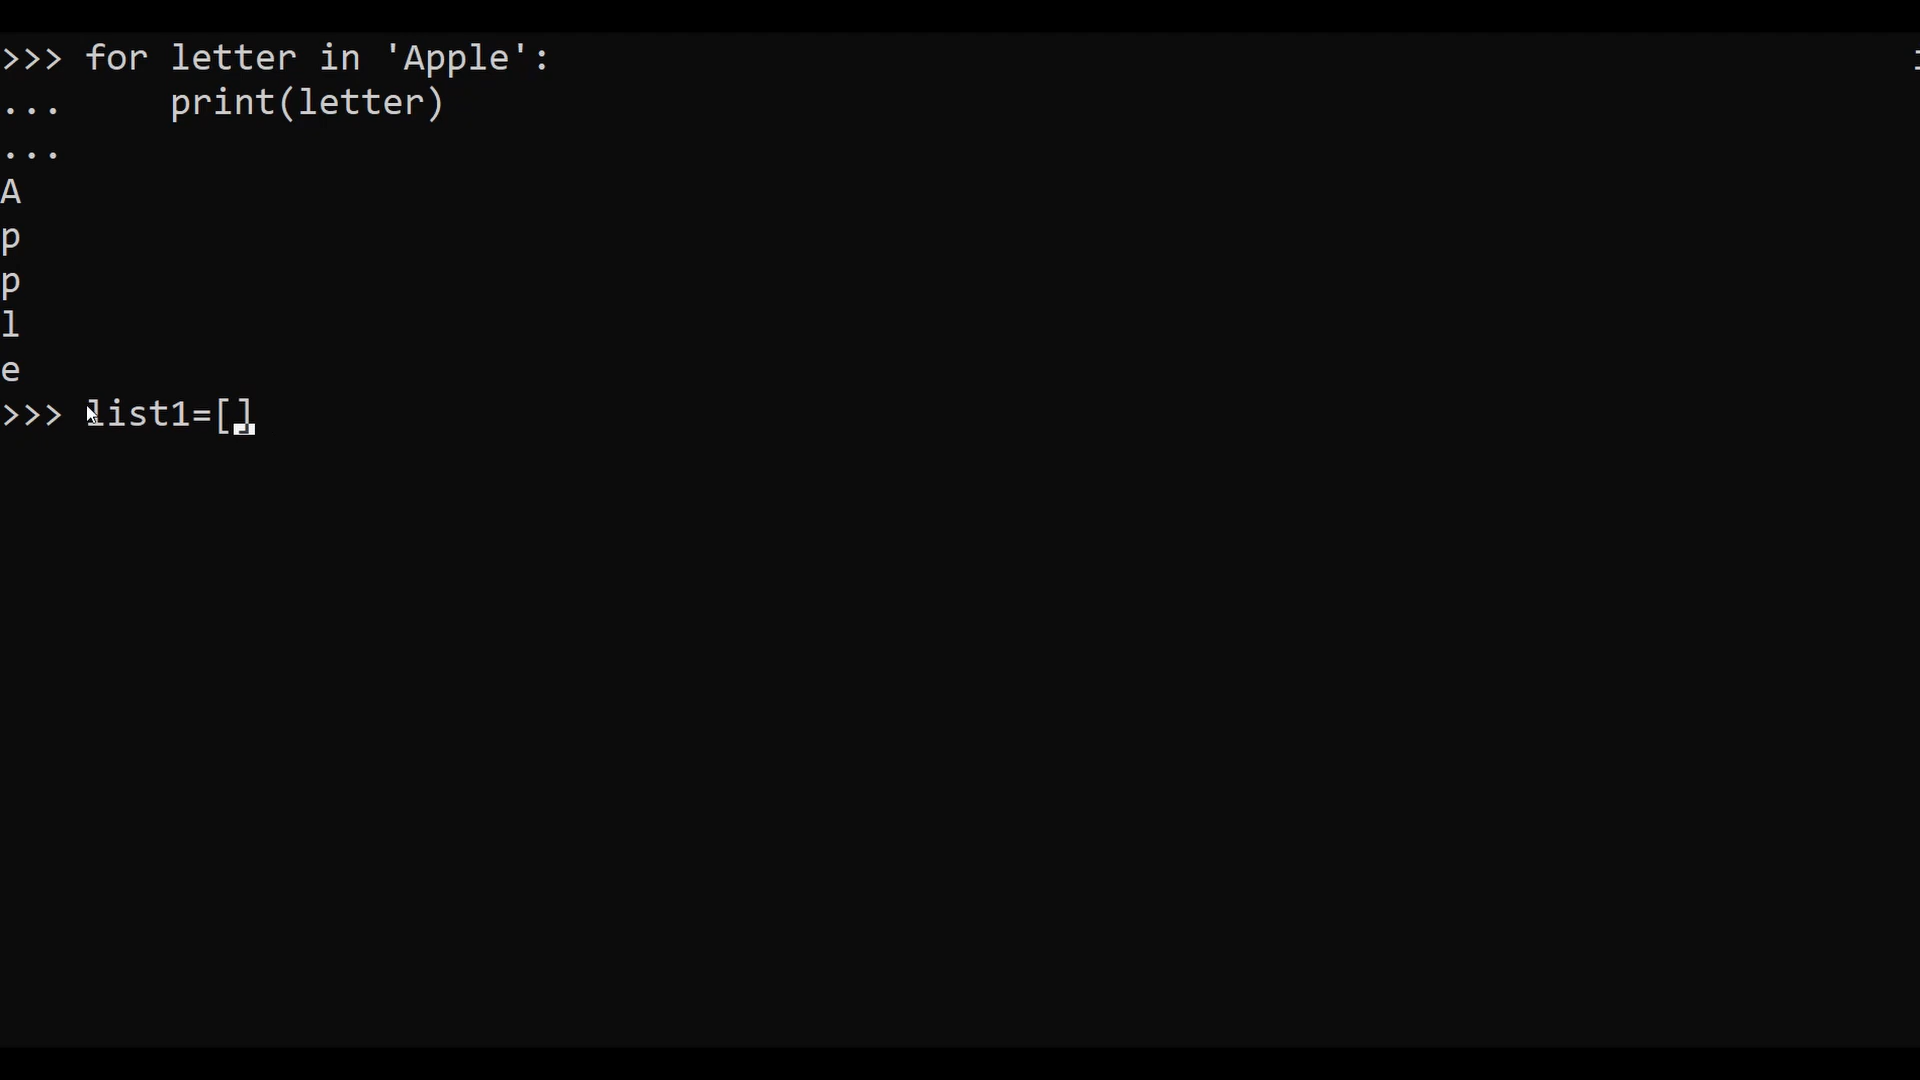 >>> for letter in 'Apple':
...     print(letter)
...
A
p
p
l
e
>>> list1=[]